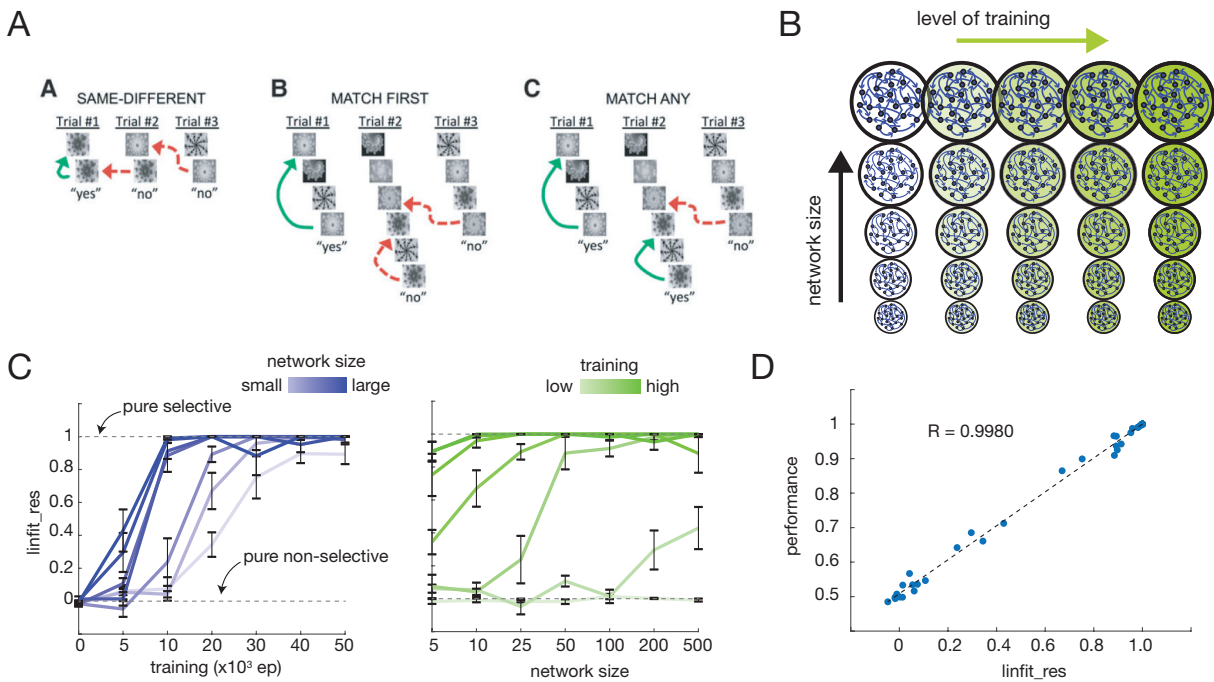 A
A
SAME-DIFFERENT
Trial #1 Trial #2 Trial #3
"yes" "no" "no"
B
MATCH FIRST
Trial #1 Trial #2 Trial #3
"yes"
"no"
"no"
C
MATCH ANY
Trial #1 Trial #2 Trial #3
"yes"
"no"
"yes"
B
level of training
network size
C
network size
small large
pure selective
pure non-selective
linfit_res
1
0.8
0.6
0.4
0.2
0
0 5 10 20 30 40 50
training (x10³ ep)
training
low high
5 10 25 50 100 200 500
network size
D
R = 0.9980
performance
1.0
0.9
0.8
0.7
0.6
0.5
0 0.2 0.4 0.6 0.8 1.0
linfit_res